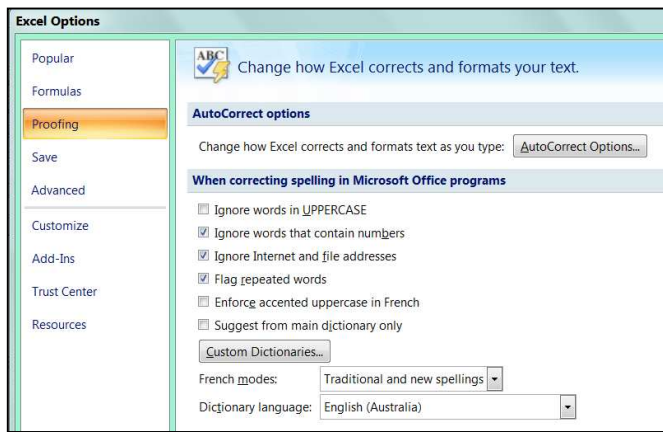 Excel Options
Popular
Formulas
Proofing
Save
Advanced
Customize
Add-Ins
Trust Center
Resources
ABC
Change how Excel corrects and formats your text.
AutoCorrect options
Change how Excel corrects and formats text as you type: AutoCorrect Options...
When correcting spelling in Microsoft Office programs
Ignore words in UPPERCASE
Ignore words that contain numbers
Ignore Internet and file addresses
Flag repeated words
Enforce accented uppercase in French
Suggest from main dictionary only
Custom Dictionaries...
French modes: Traditional and new spellings
Dictionary language: English (Australia)